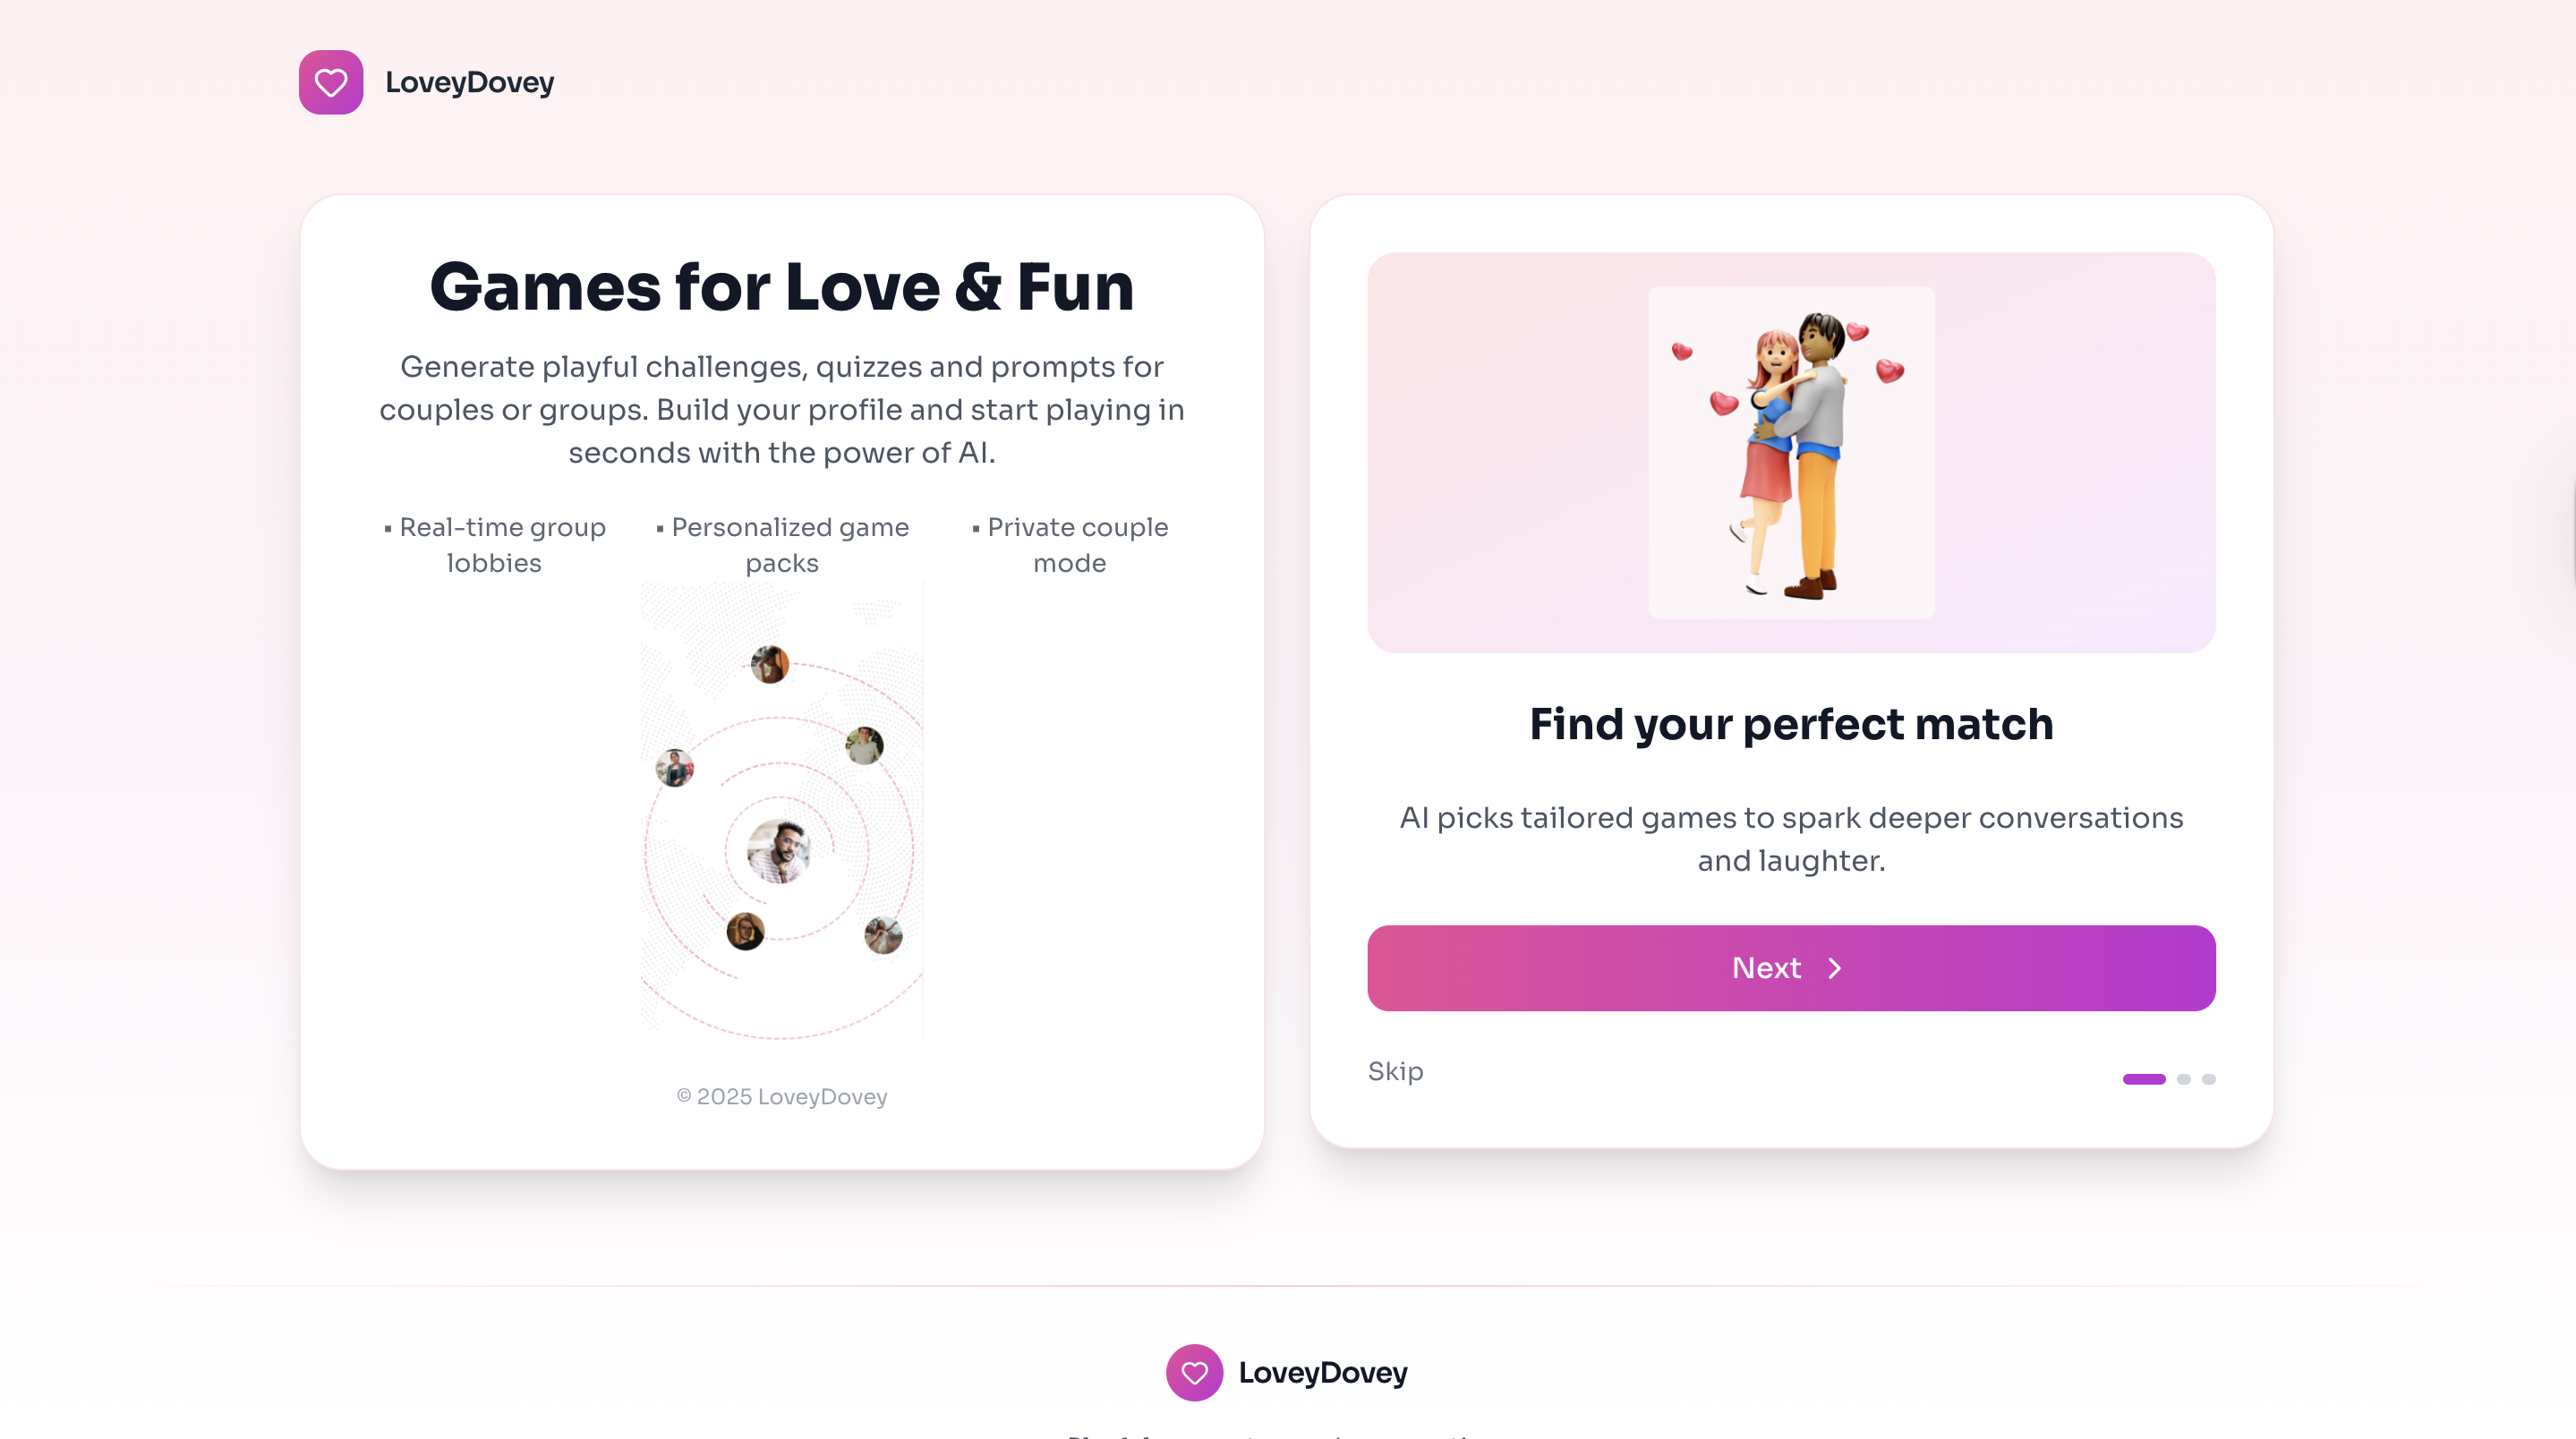 LoveyDovey
Games for Love & Fun
Generate playful challenges, quizzes and prompts for
couples or groups. Build your profile and start playing in
seconds with the power of AI.
▪ Real-time group
lobbies
▪ Personalized game
packs
▪ Private couple
mode
© 2025 LoveyDovey
Find your perfect match
AI picks tailored games to spark deeper conversations
and laughter.
Next
Skip
LoveyDovey